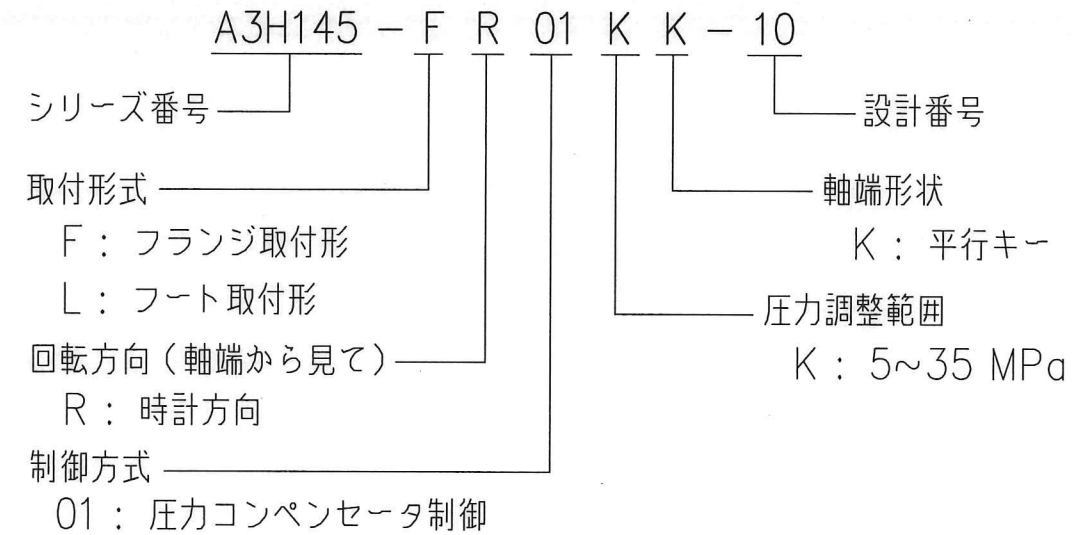 A3H145 - F R 01 K K - 10
シリーズ番号
設計番号
取付形式
F : フランジ取付形
L : フート取付形
軸端形状
K : 平行キー
圧力調整範囲
K : 5~35 MPa
回転方向(軸端から見て)
R : 時計方向
制御方式
01 : 圧力コンペンセータ制御